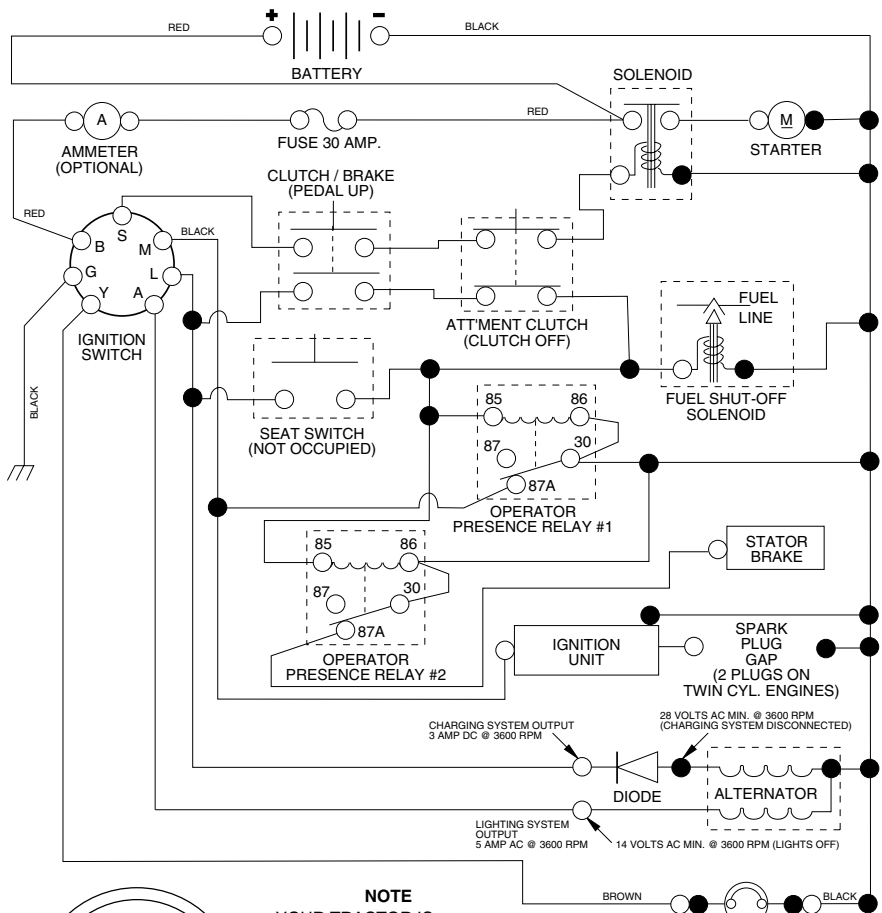 RED
+
-
BLACK
BATTERY
SOLENOID
A
RED
M
AMMETER
(OPTIONAL)
FUSE 30 AMP.
STARTER
CLUTCH / BRAKE
(PEDAL UP)
RED
S
BLACK
B
M
G
L
Y
A
ATT'MENT CLUTCH
(CLUTCH OFF)
FUEL
LINE
IGNITION
SWITCH
BLACK
FUEL SHUT-OFF
SOLENOID
SEAT SWITCH
(NOT OCCUPIED)
85
86
87
30
87A
OPERATOR
PRESENCE RELAY #1
85
86
87
30
87A
OPERATOR
PRESENCE RELAY #2
STATOR
BRAKE
IGNITION
UNIT
SPARK
PLUG
GAP
(2 PLUGS ON
TWIN CYL. ENGINES)
CHARGING SYSTEM OUTPUT
3 AMP DC @ 3600 RPM
28 VOLTS AC MIN. @ 3600 RPM
(CHARGING SYSTEM DISCONNECTED)
DIODE
ALTERNATOR
LIGHTING SYSTEM
OUTPUT
5 AMP AC @ 3600 RPM
14 VOLTS AC MIN. @ 3600 RPM (LIGHTS OFF)
NOTE
YOUR TRACTOR IS
BROWN
BLACK